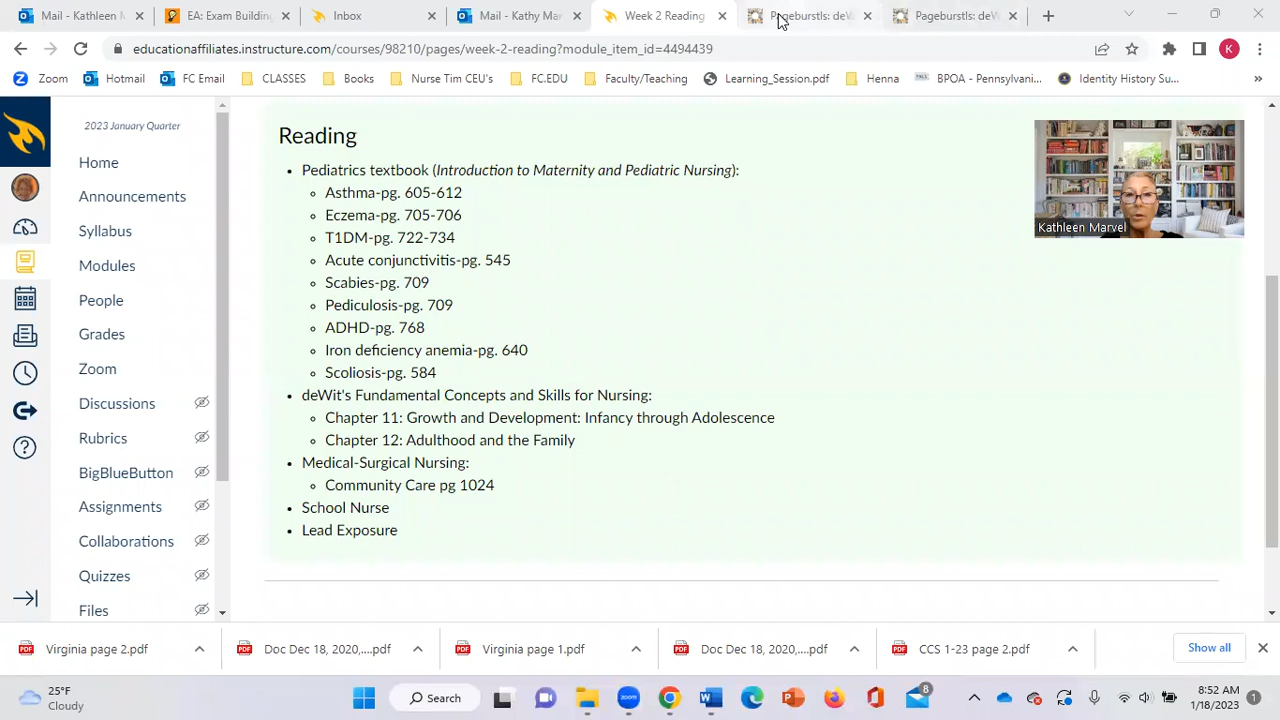 Mail - Kathleen M
EA: Exam Building
Inbox
Mail - Kathy Mar
Week 2 Reading
Pageburstls: deW
Pageburstls: deW
educationaffiliates.instructure.com/courses/98210/pages/week-2-reading?module_item_id=4494439
K
Zoom
Hotmail
FC Email
CLASSES
Books
Nurse Tim CEU's
FC.EDU
Faculty/Teaching
Learning_Session.pdf
Henna
BPOA - Pennsylvani...
Identity History Su...
2023 January Quarter
Home
Announcements
Syllabus
Modules
People
Grades
Zoom
Discussions
Rubrics
BigBlueButton
Assignments
Collaborations
Quizzes
Files
Reading
Pediatrics textbook (Introduction to Maternity and Pediatric Nursing):
Asthma-pg. 605-612
Eczema-pg. 705-706
T1DM-pg. 722-734
Acute conjunctivitis-pg. 545
Scabies-pg. 709
Pediculosis-pg. 709
ADHD-pg. 768
Iron deficiency anemia-pg. 640
Scoliosis-pg. 584
deWit's Fundamental Concepts and Skills for Nursing:
Chapter 11: Growth and Development: Infancy through Adolescence
Chapter 12: Adulthood and the Family
Medical-Surgical Nursing:
Community Care pg 1024
School Nurse
Lead Exposure
Kathleen Marvel
Virginia page 2.pdf
Doc Dec 18, 2020,....pdf
Virginia page 1.pdf
Doc Dec 18, 2020,....pdf
CCS 1-23 page 2.pdf
Show all
25°F
Cloudy
Search
8
8:52 AM
1/18/2023
1